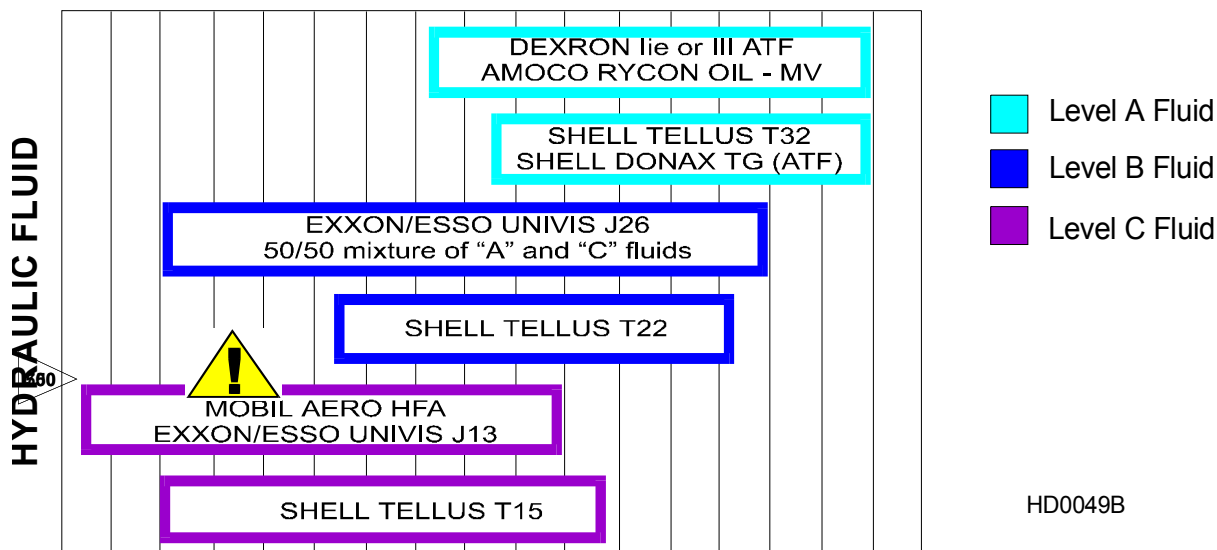 HYDRAULIC FLUID
DEXRON Iie or III ATF
AMOCO RYCON OIL - MV
SHELL TELLUS T32
SHELL DONAX TG (ATF)
EXXON/ESSO UNIVIS J26
50/50 mixture of “A” and “C” fluids
SHELL TELLUS T22
!
MOBIL AERO HFA
EXXON/ESSO UNIVIS J13
SHELL TELLUS T15
Level A Fluid
Level B Fluid
Level C Fluid
HD0049B